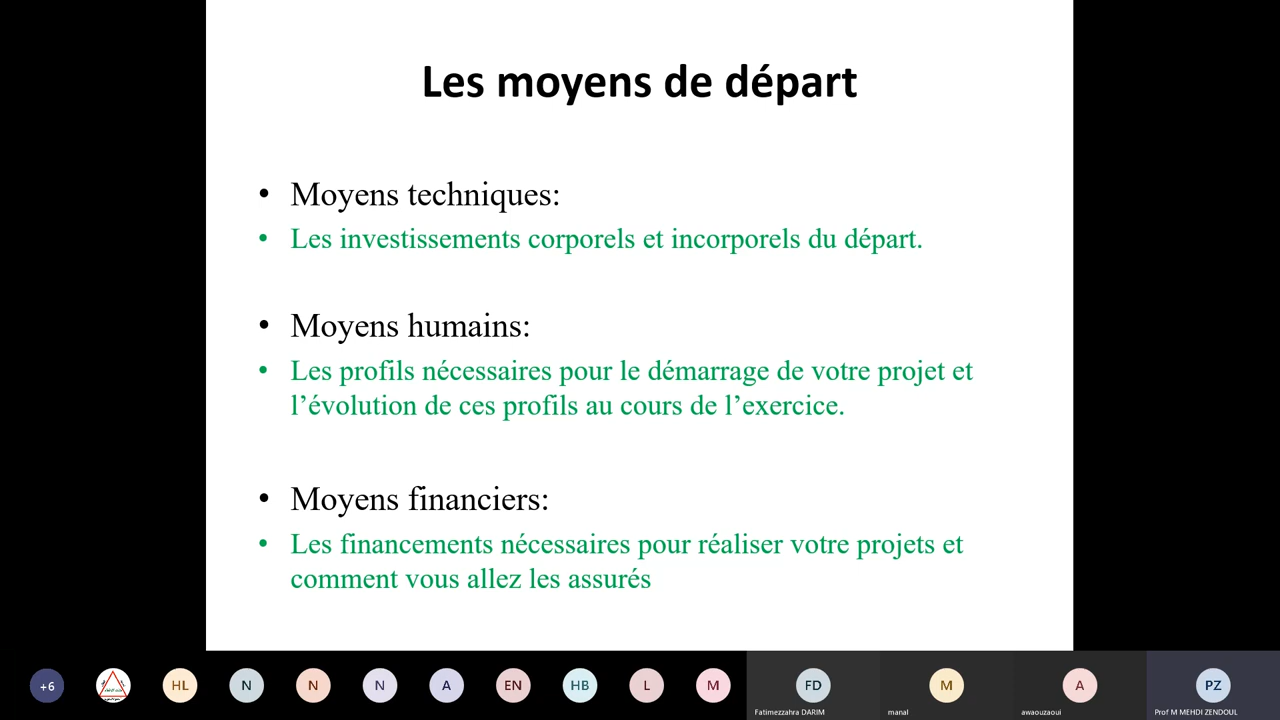 Les moyens de départ
• Moyens techniques:
• Les investissements corporels et incorporels du départ.
• Moyens humains:
• Les profils nécessaires pour le démarrage de votre projet et
l’évolution de ces profils au cours de l’exercice.
• Moyens financiers:
• Les financements nécessaires pour réaliser votre projets et
comment vous allez les assurés
+6
HL
N
N
N
A
EN
HB
L
M
FD
M
A
PZ
Fatimezzahra DARIM
manal
awaouzaoui
Prof M MEHDI ZENDOUL